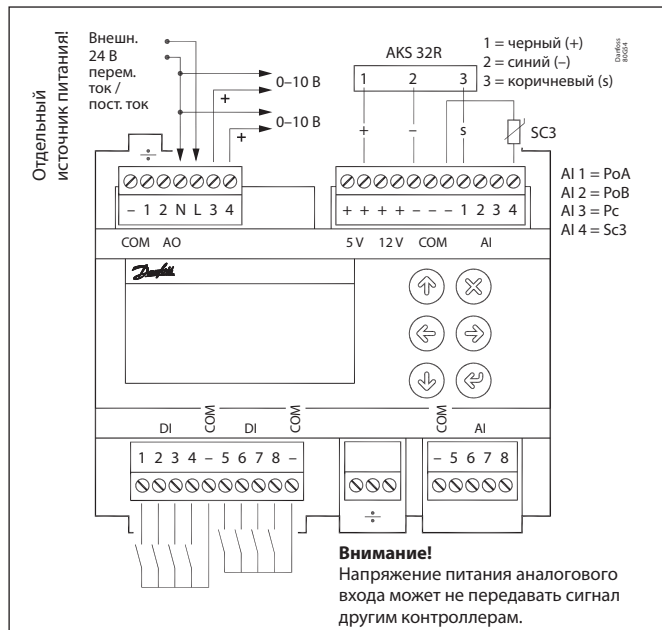 Отдельный
источник питания!
Внешн.
24 В
перем.
ток /
пост. ток
0–10 В
+
0–10 В
+
AKS 32R
1 2 3
1 = черный (+)
2 = синий (–)
3 = коричневый (s)
Danfoss
80G54
+ – s
SC3
÷
– 1 2 N L 3 4
+ + + + – – – 1 2 3 4
AI 1 = PoA
AI 2 = PoB
AI 3 = Pc
AI 4 = Sc3
COM AO
5 V 12 V COM AI
Danfoss
DI COM DI COM
COM AI
1 2 3 4 – 5 6 7 8 –
– 5 6 7 8
÷
Внимание!
Напряжение питания аналогового
входа может не передавать сигнал
другим контроллерам.